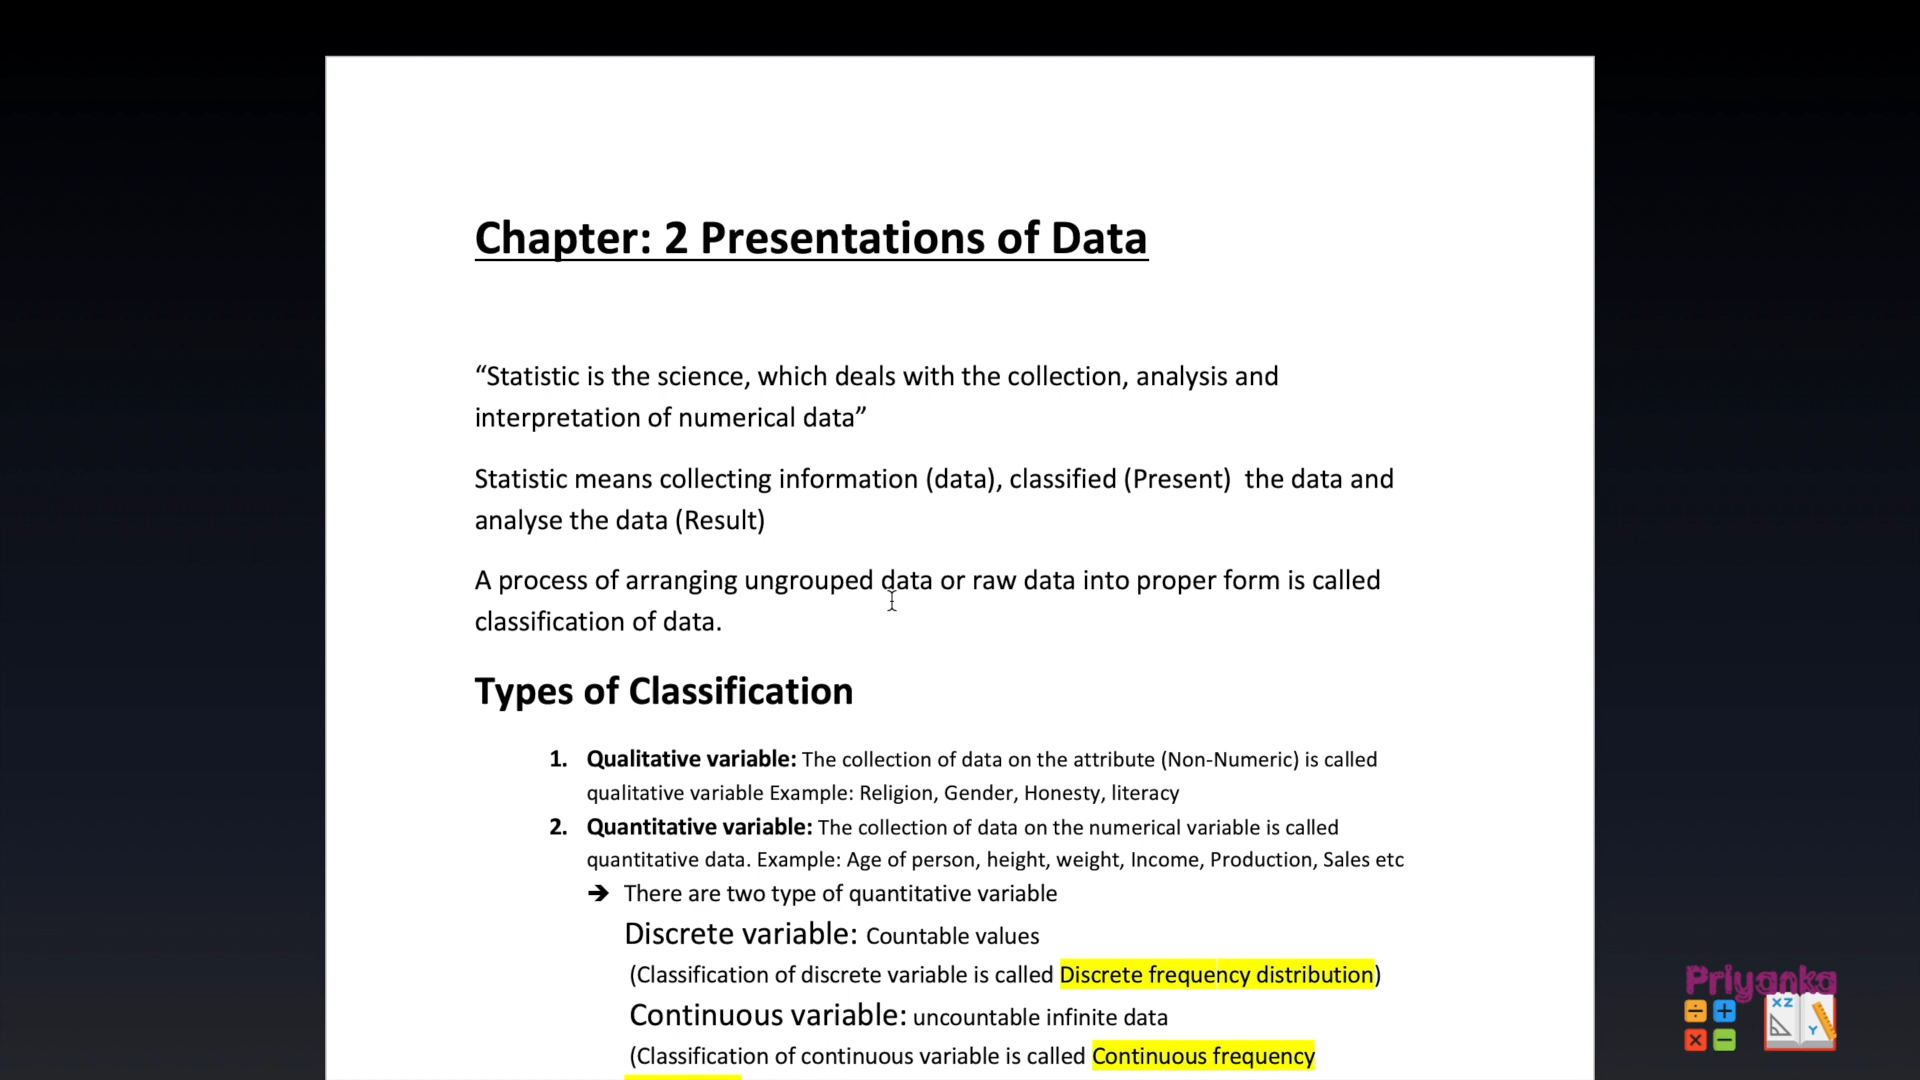 Chapter: 2 Presentations of Data
“Statistic is the science, which deals with the collection, analysis and
interpretation of numerical data”
Statistic means collecting information (data), classified (Present)  the data and
analyse the data (Result)
A process of arranging ungrouped data or raw data into proper form is called
classification of data.
Types of Classification
1. Qualitative variable: The collection of data on the attribute (Non-Numeric) is called
qualitative variable Example: Religion, Gender, Honesty, literacy
2. Quantitative variable: The collection of data on the numerical variable is called
quantitative data. Example: Age of person, height, weight, Income, Production, Sales etc
➔ There are two type of quantitative variable
Discrete variable: Countable values
(Classification of discrete variable is called Discrete frequency distribution)
Continuous variable: uncountable infinite data
(Classification of continuous variable is called Continuous frequency
Priyanka
XZ
Y